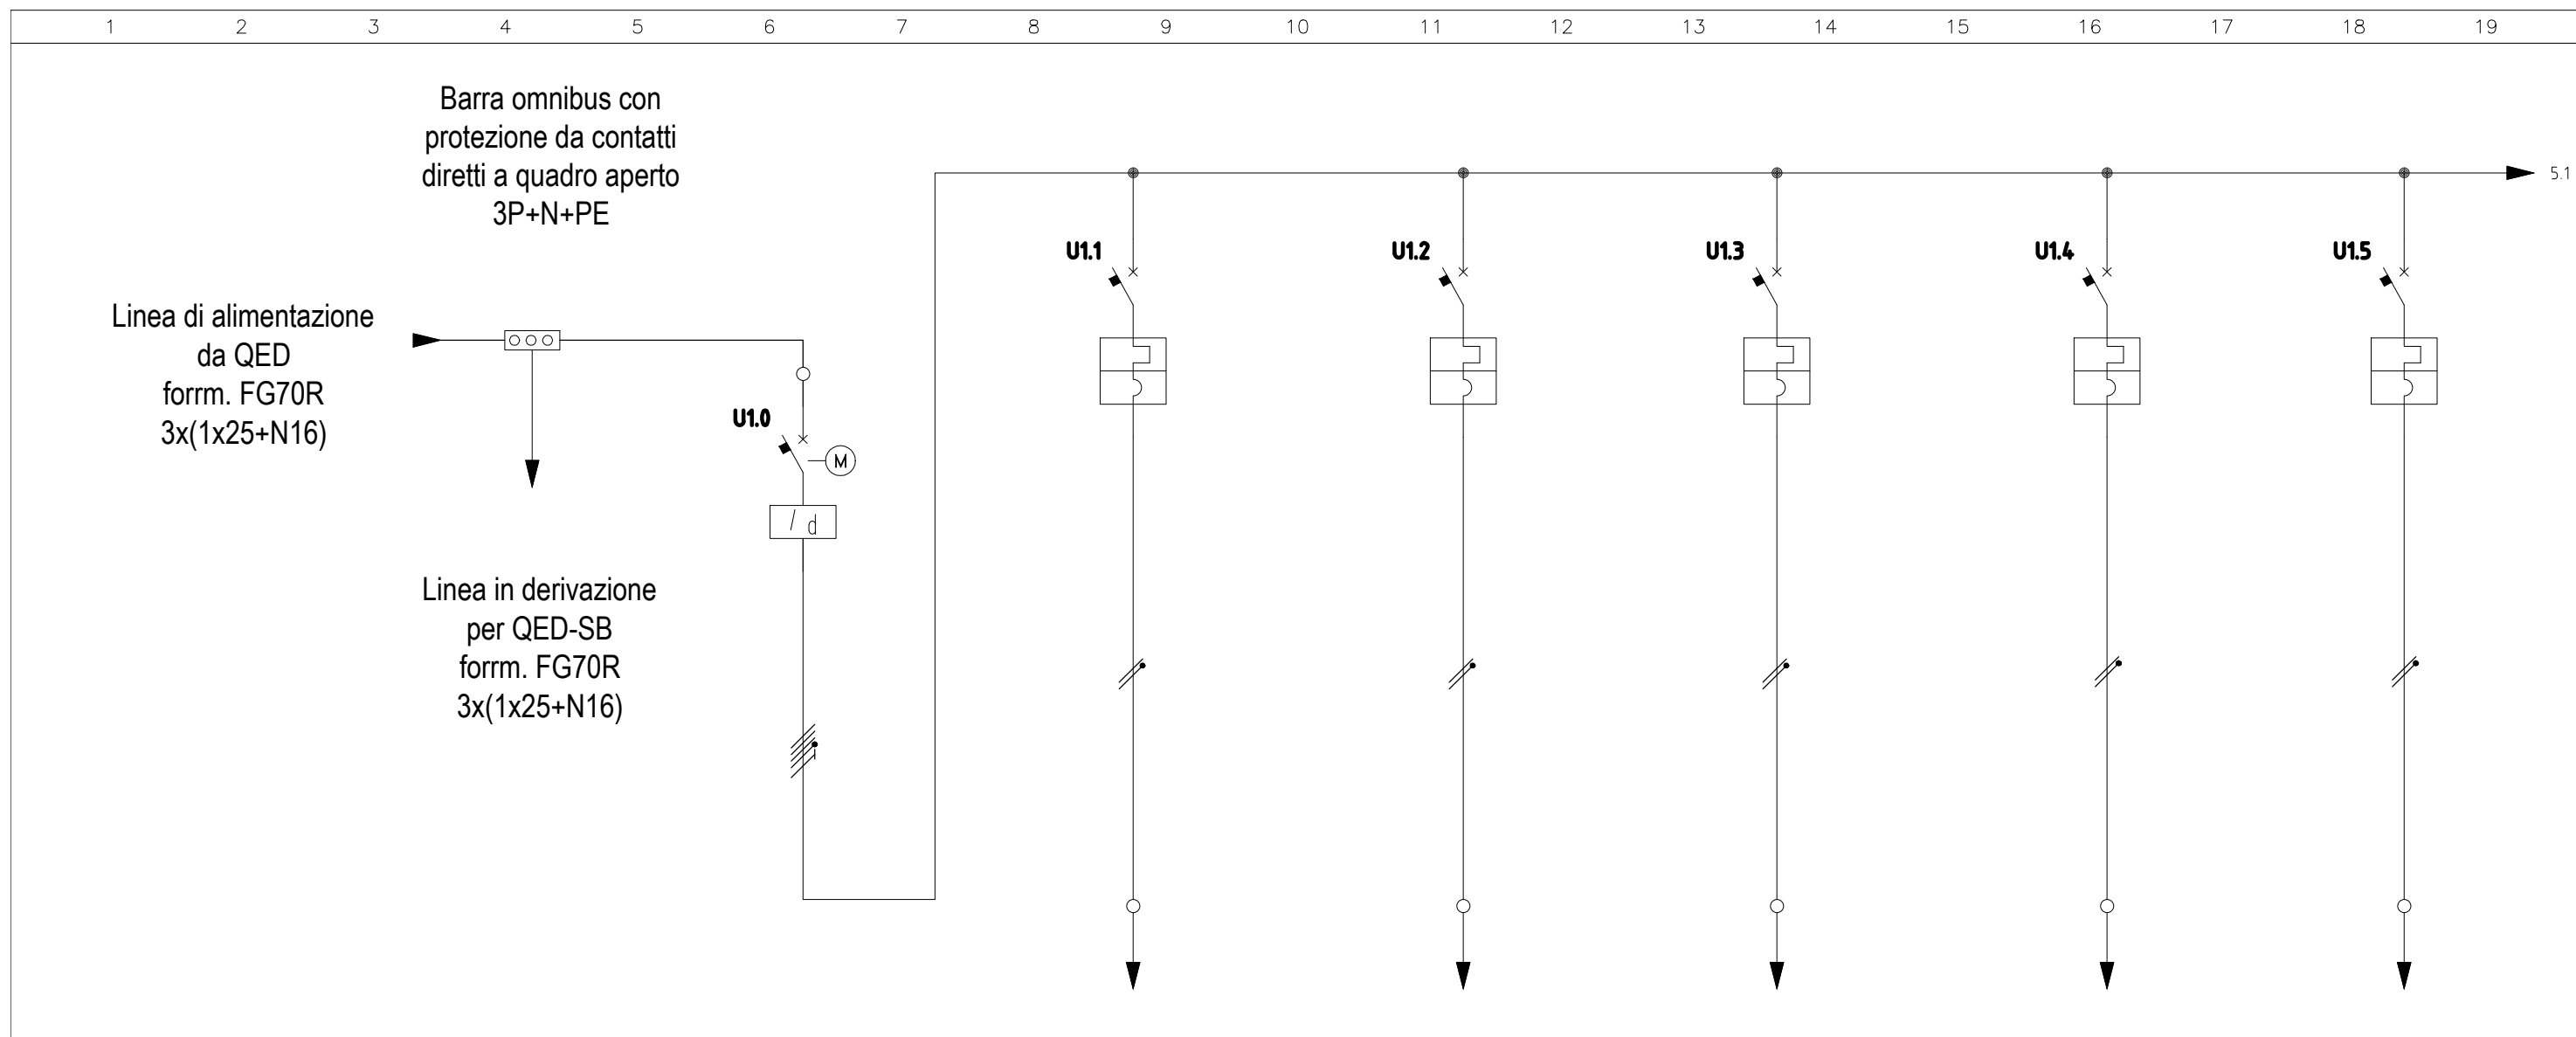 1 2 3 4 5 6 7 8 9 10 11 12 13 14 15 16 17 18 19
Barra omnibus con
protezione da contatti
diretti a quadro aperto
3P+N+PE
5.1
Linea di alimentazione
da QED
forrm. FG70R
3x(1x25+N16)
U1.0
M
/ d
Linea in derivazione
per QED-SB
forrm. FG70R
3x(1x25+N16)
U1.1
U1.2
U1.3
U1.4
U1.5